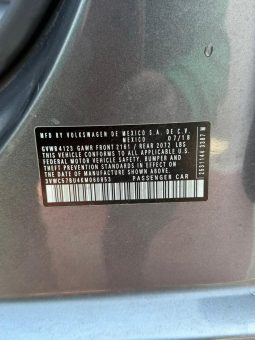 MFD. BY VOLKSWAGEN DE MEXICO S.A. DE C.V.
MEXICO 07/18
GVWR4123 GAWR FRONT 2161 / REAR 2072 LBS
THIS VEHICLE CONFORMS TO ALL APPLICABLE
U.S. FEDERAL MOTOR VEHICLE
SAFETY, BUMPER AND
THEFT PREVENTION STANDARDS IN EFFECT ON
THE DATE OF MANUFACTURE SHOWN ABOVE
PASSENGER CAR